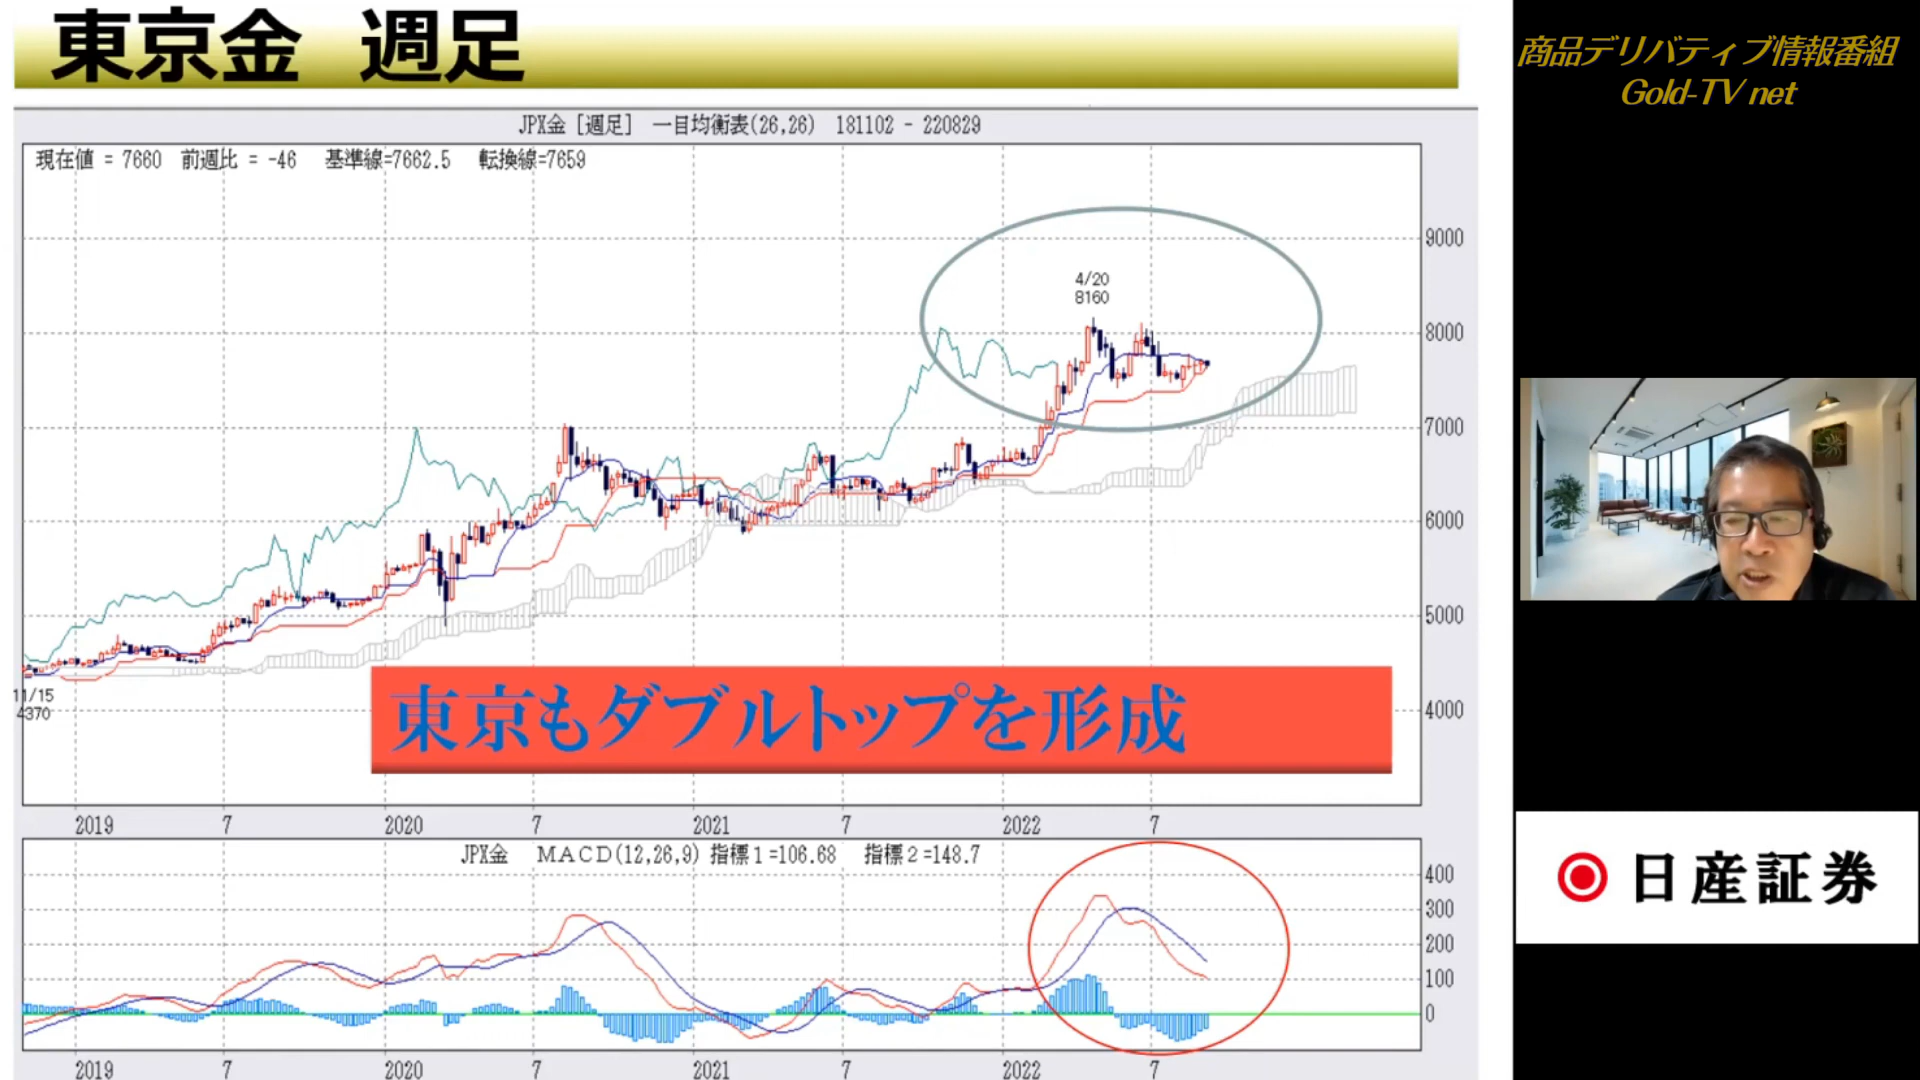 東京金 週足
JPX金 [週足] 一目均衡表(26,26) 181102 - 220829
現在値 = 7660 前週比 = -46 基準線=7662.5 転換線=7659
9000
8000
7000
6000
5000
4000
4/20
8160
11/15
4370
東京もダブルトップを形成
2019 7 2020 7 2021 7 2022 7
JPX金 MACD(12,26,9) 指標1=106.68 指標2=148.7
400
300
200
100
0
2019 7 2020 7 2021 7 2022 7
商品デリバティブ情報番組
Gold-TV net
日産証券